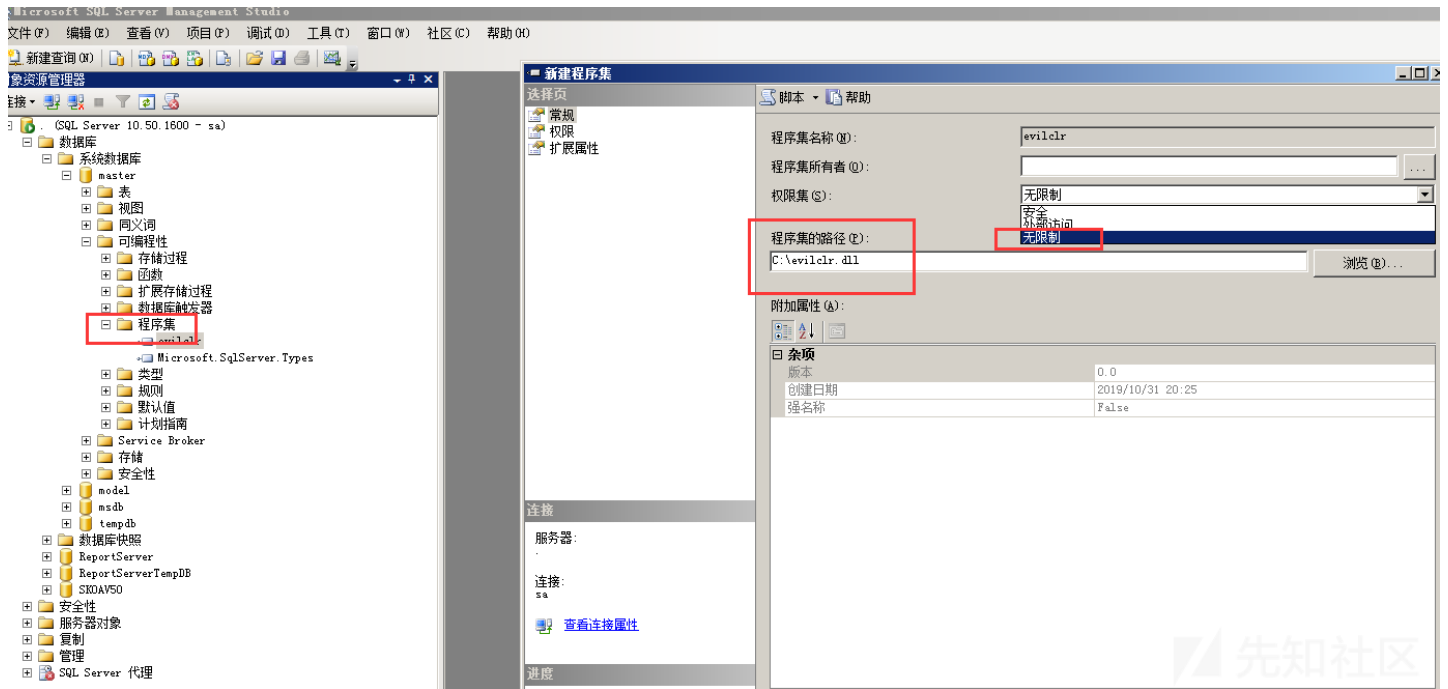 Microsoft SQL Server Management Studio
文件(F) 编辑(E) 查看(V) 项目(P) 调试(D) 工具(T) 窗口(W) 社区(C) 帮助(H)
新建查询(N)
对象资源管理器
连接
. (SQL Server 10.50.1600 - sa)
数据库
系统数据库
master
表
视图
同义词
可编程性
存储过程
函数
扩展存储过程
数据库触发器
程序集
evilclr
Microsoft.SqlServer.Types
类型
规则
默认值
计划指南
Service Broker
存储
安全性
model
msdb
tempdb
数据库快照
ReportServer
ReportServerTempDB
SKOAV50
安全性
服务器对象
复制
管理
SQL Server 代理
新建程序集
选择页
常规
权限
扩展属性
连接
服务器:
.
连接:
sa
查看连接属性
进度
脚本 帮助
程序集名称(N): evilclr
程序集所有者(O): ...
权限集(S): 无限制
安全
外部访问
无限制
程序集的路径(P):
C:\evilclr.dll 浏览(B)...
附加属性(A):
杂项
版本 0.0
创建日期 2019/10/31 20:25
强名称 False
先知社区